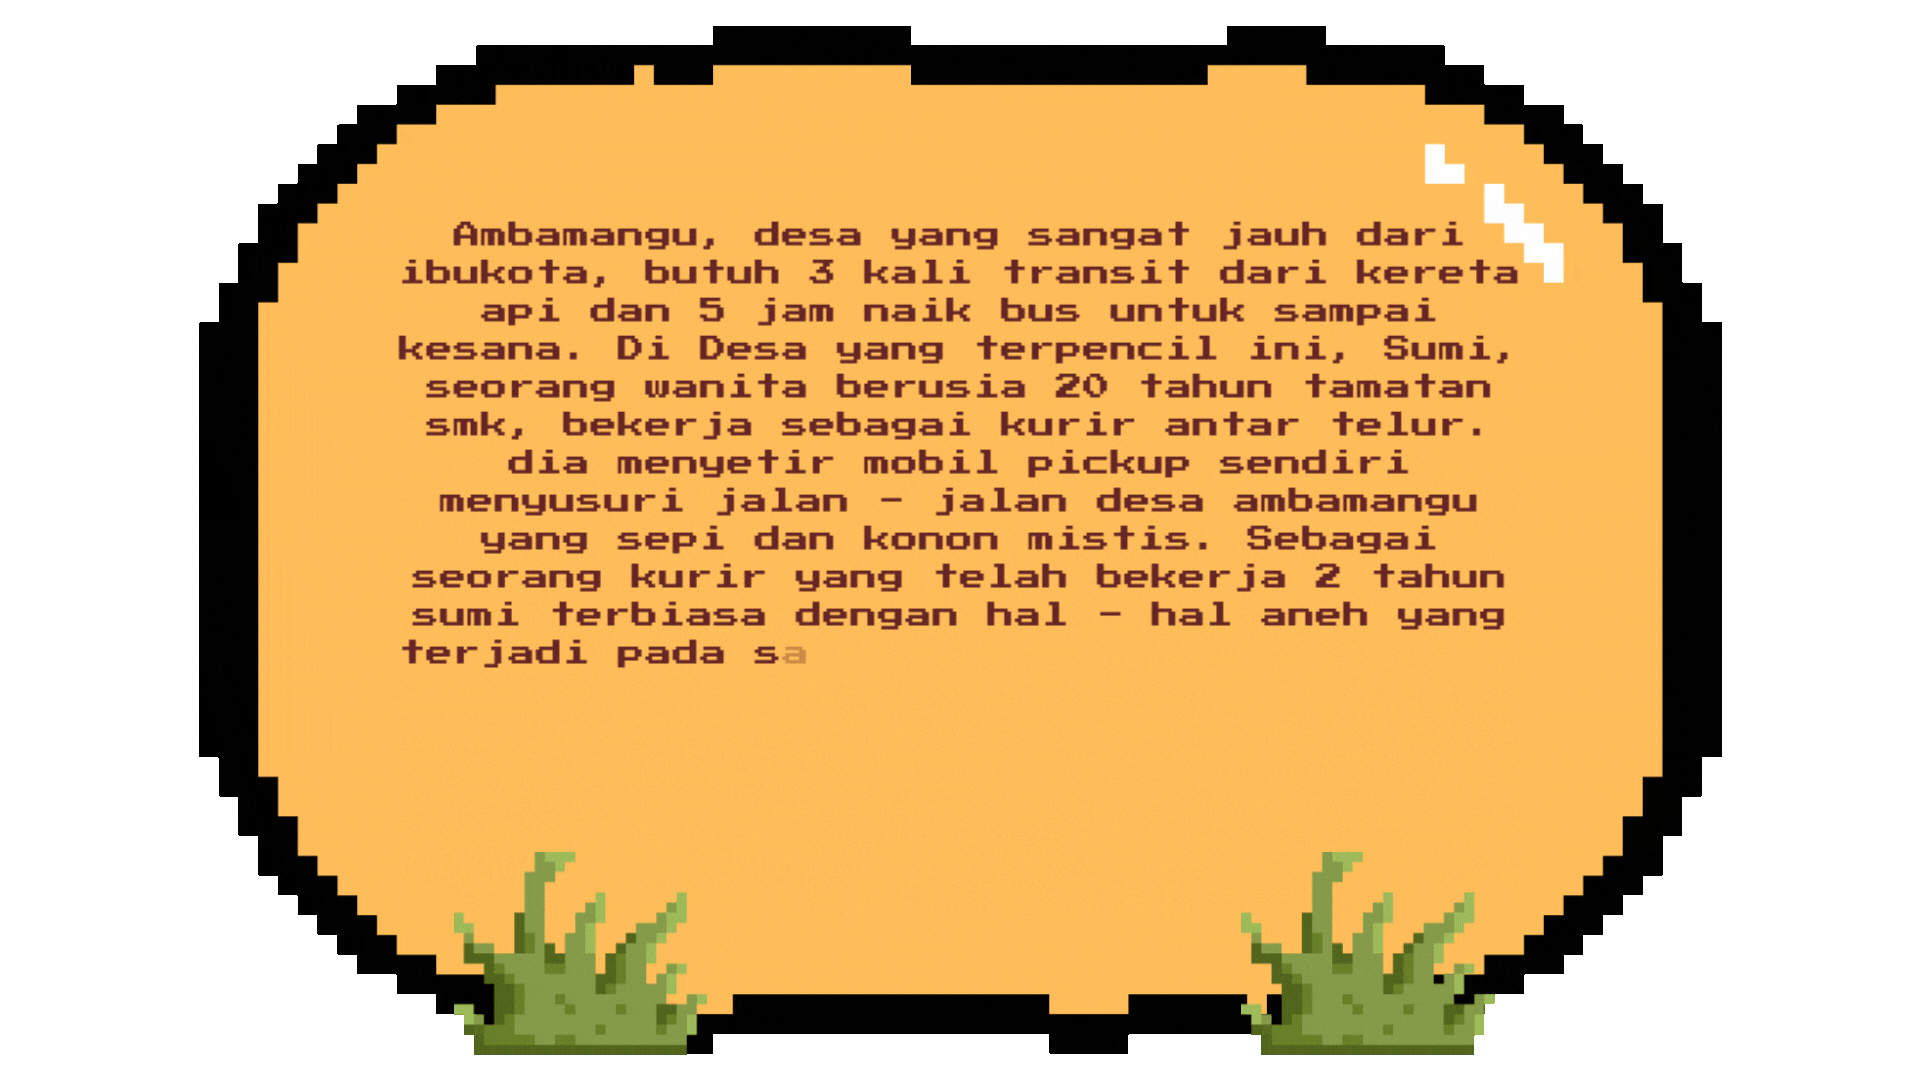 Ambamangu, desa yang sangat jauh dari
ibukota, butuh 3 kali transit dari kereta
api dan 5 jam naik bus untuk sampai
kesana. Di Desa yang terpencil ini, Sumi,
seorang wanita berusia 20 tahun tamatan
smk, bekerja sebagai kurir antar telur.
dia menyetir mobil pickup sendiri
menyusuri jalan - jalan desa ambamangu
yang sepi dan konon mistis. Sebagai
seorang kurir yang telah bekerja 2 tahun
sumi terbiasa dengan hal - hal aneh yang
terjadi pada sa